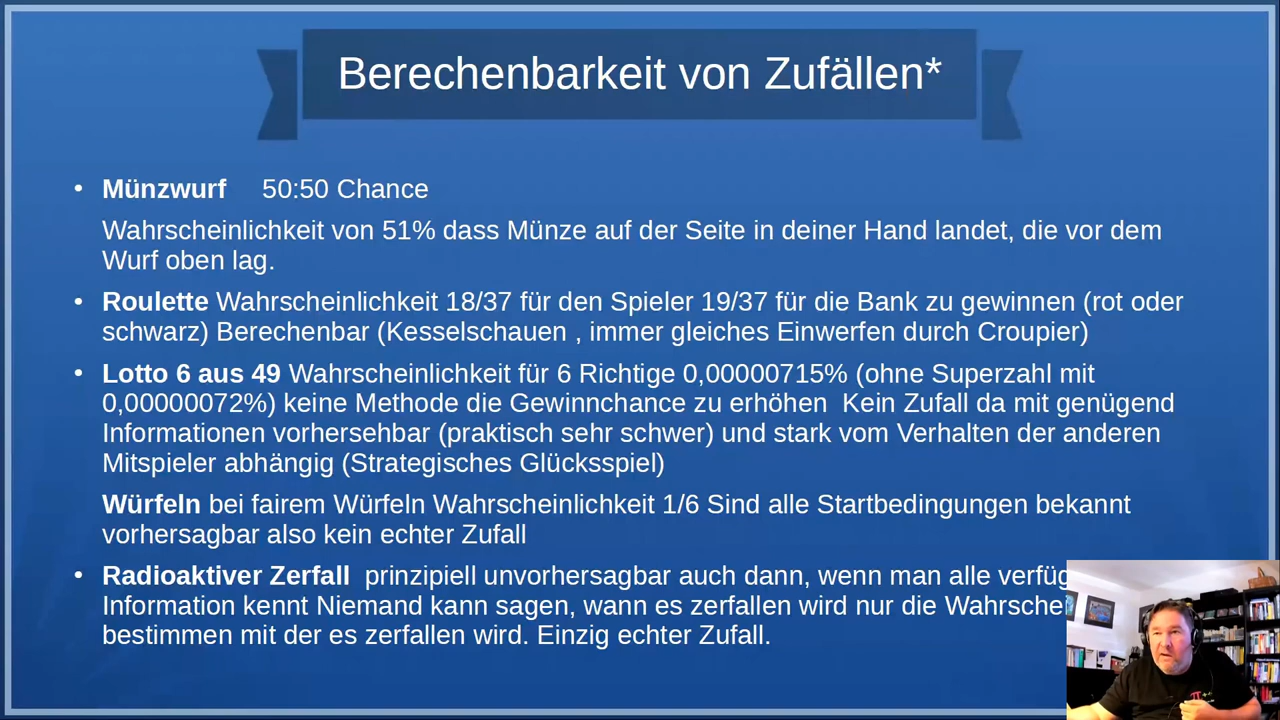 Berechenbarkeit von Zufällen*
• Münzwurf 50:50 Chance
Wahrscheinlichkeit von 51% dass Münze auf der Seite in deiner Hand landet, die vor dem
Wurf oben lag.
• Roulette Wahrscheinlichkeit 18/37 für den Spieler 19/37 für die Bank zu gewinnen (rot oder
schwarz) Berechenbar (Kesselschauen , immer gleiches Einwerfen durch Croupier)
• Lotto 6 aus 49 Wahrscheinlichkeit für 6 Richtige 0,00000715% (ohne Superzahl mit
0,00000072%) keine Methode die Gewinnchance zu erhöhen Kein Zufall da mit genügend
Informationen vorhersehbar (praktisch sehr schwer) und stark vom Verhalten der anderen
Mitspieler abhängig (Strategisches Glücksspiel)
Würfeln bei fairem Würfeln Wahrscheinlichkeit 1/6 Sind alle Startbedingungen bekannt
vorhersagbar also kein echter Zufall
• Radioaktiver Zerfall prinzipiell unvorhersagbar auch dann, wenn man alle
Information kennt Niemand kann sagen, wann es zerfallen wird nur die
bestimmen mit der es zerfallen wird. Einzig echter Zufall.